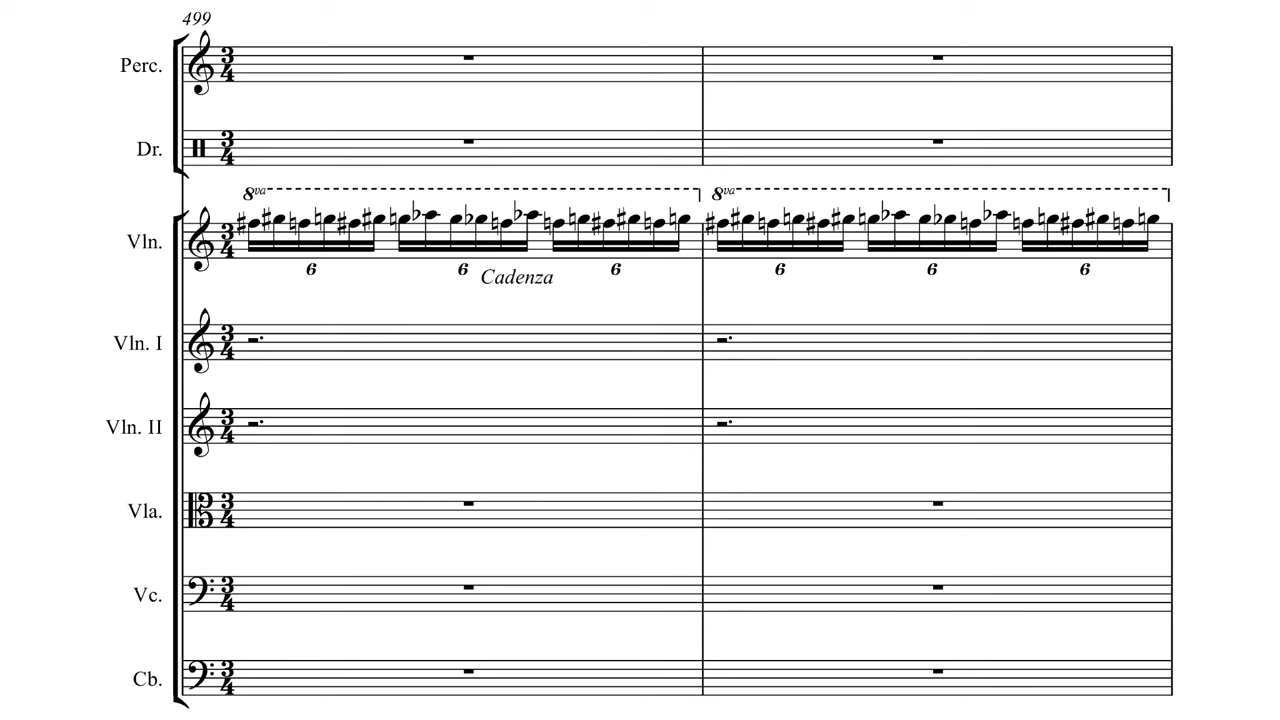 499
Perc.
Dr.
8va 8va
Vln.
6 6 6 6 6 6
Cadenza
Vln. I
Vln. II
Vla.
Vc.
Cb.